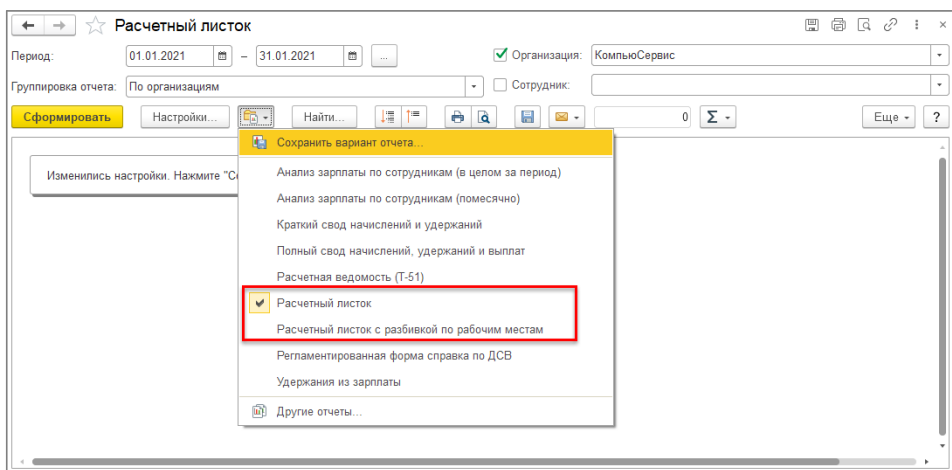 Расчетный листок
Период: 01.01.2021 – 31.01.2021 ... Организация: КомпьюСервис
Группировка отчета: По организациям Сотрудник:
Сформировать Настройки... Найти... 0 Σ Еще ?
Сохранить вариант отчета...
Изменились настройки. Нажмите "С
Анализ зарплаты по сотрудникам (в целом за период)
Анализ зарплаты по сотрудникам (помесячно)
Краткий свод начислений и удержаний
Полный свод начислений, удержаний и выплат
Расчетная ведомость (Т-51)
Расчетный листок
Расчетный листок с разбивкой по рабочим местам
Регламентированная форма справка по ДСВ
Удержания из зарплаты
Другие отчеты...